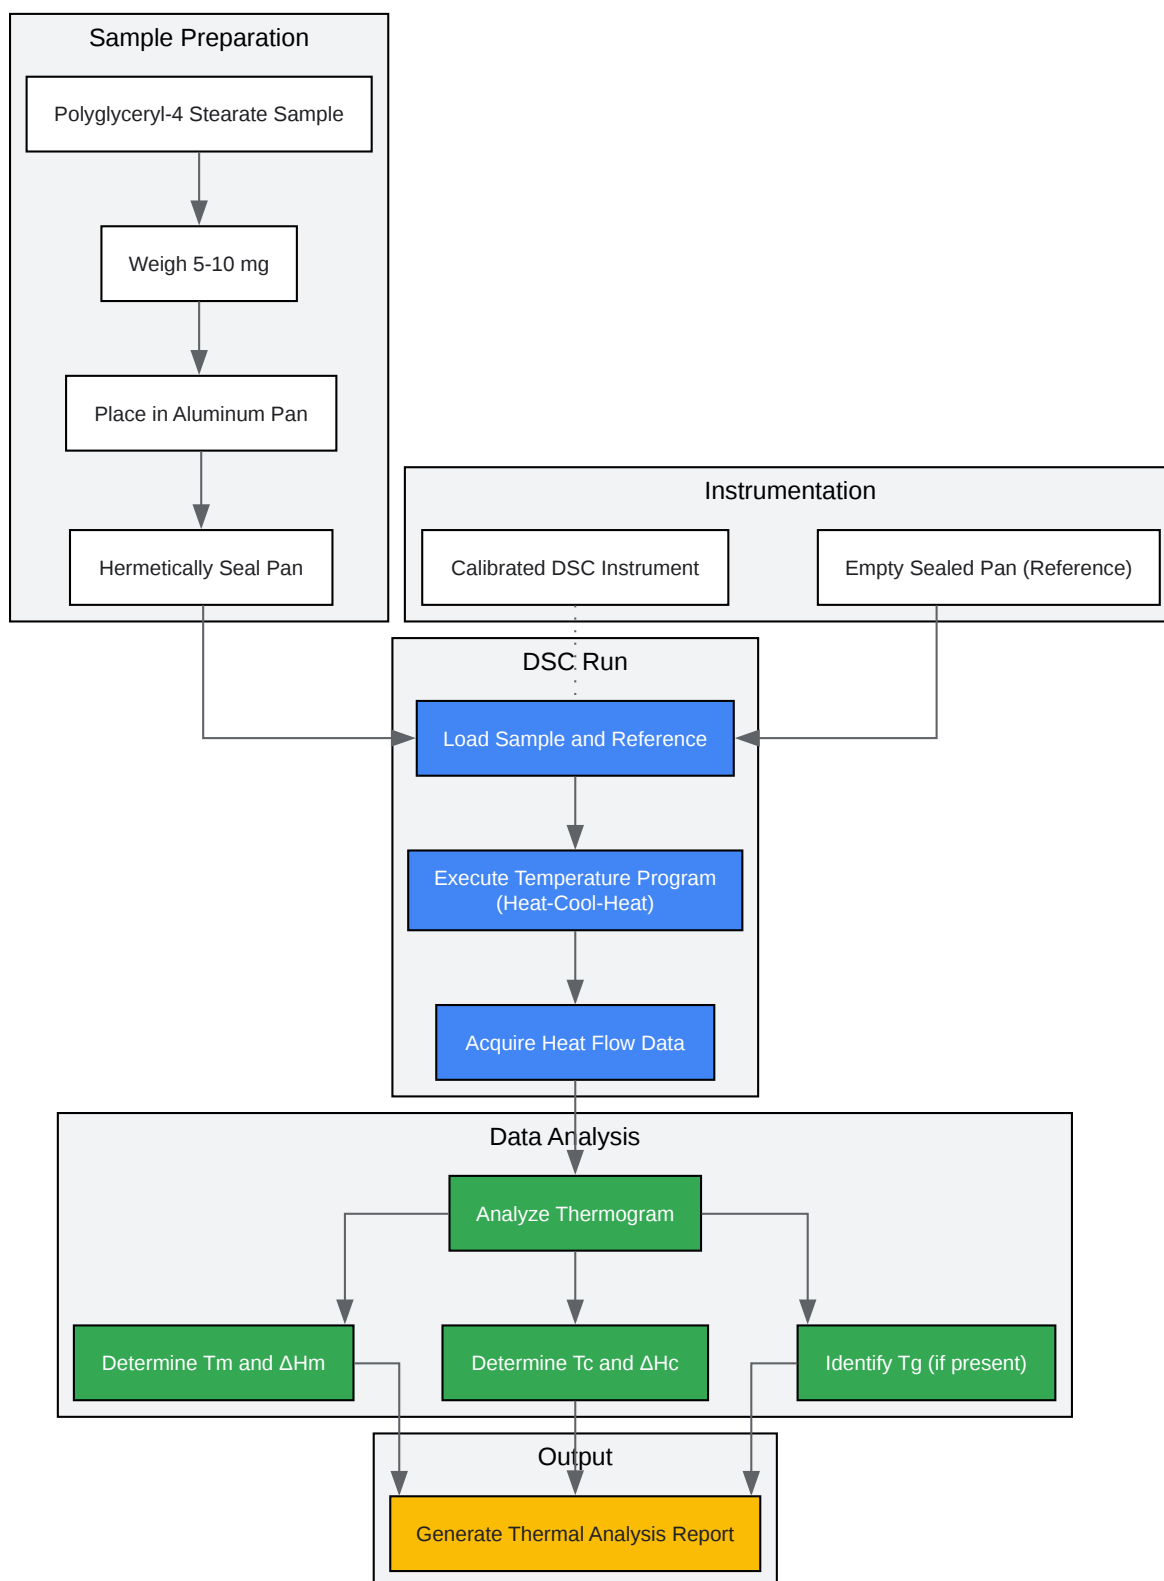 Sample Preparation
Polyglyceryl-4 Stearate Sample
Weigh 5-10 mg
Place in Aluminum Pan
Hermetically Seal Pan
Instrumentation
Calibrated DSC Instrument
Empty Sealed Pan (Reference)
DSC Run
Load Sample and Reference
Execute Temperature Program
(Heat-Cool-Heat)
Acquire Heat Flow Data
Data Analysis
Analyze Thermogram
Determine Tm and ΔHm
Determine Tc and ΔHc
Identify Tg (if present)
Output
Generate Thermal Analysis Report